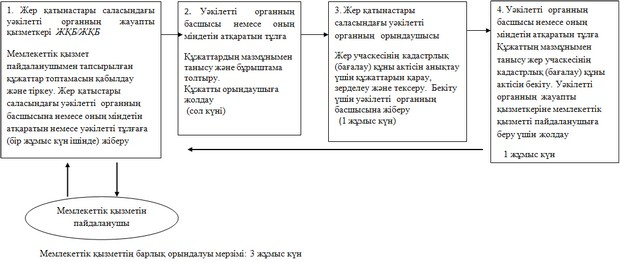 1. Жер қатынастары саласындағы
уәкілетті органның жауапты
қызметкері ЖҚБ/ЖҚБ
Мемлекеттік қызмет
пайдаланушымен тапсырылған
құжаттар топтамасын қабылдау
және тіркеу. Жер қатыстары
саласындағы уәкілетті органның
басшысына немесе оның міндетін
атқаратын немесе уәкілетті тұлғаға
(бір жұмыс күн ішінде) жіберу
2. Уәкілетті органның
басшысы немесе оның
міндетін атқаратын тұлға
Құжаттардың мазмұнымен
танысу және бұрыштама
толтыру.
Құжатты орындаушыға
жолдау
(сол күні)
3. Жер қатынастары
саласындағы уәкілетті
органның орындаушысы
Жер учаскесінің кадастрлық
(бағалау) құны актісін анықтау
үшін құжаттарын қарау,
зерделеу және тексеру. Бекіту
үшін уәкілетті органның
басшысына жіберу
(1 жұмыс күн)
4. Уәкілетті органның
басшысы немесе оның
міндетін атқаратын тұлға
Құжаттың мазмұнымен
танысу жер учаскесінің
кадастрлық (бағалау) құны
актісін бекіту. Уәкілетті
органның жауапты
қызметкеріне мемлекеттік
қызметті пайдаланушыға
беру үшін жолдау
1 жұмыс күн
Мемлекеттік қызметін
пайдаланушы
Мемлекеттік қызметтің барлық орындалуы мерзімі: 3 жұмыс күн